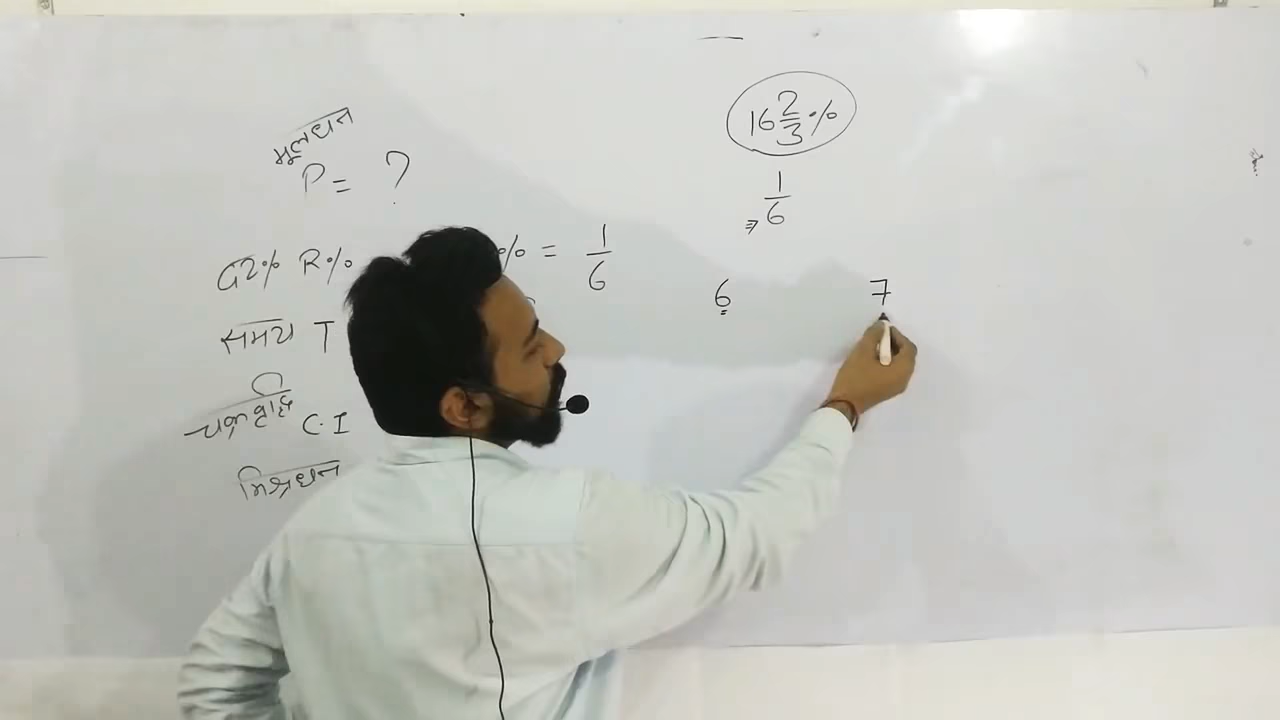 मूलधन
P = ?
दर% R%
% = 1/6
समय T
चक्रवृद्धि C.I
मिश्रधन
16 2/3 %
⇒ 1/6
6 7